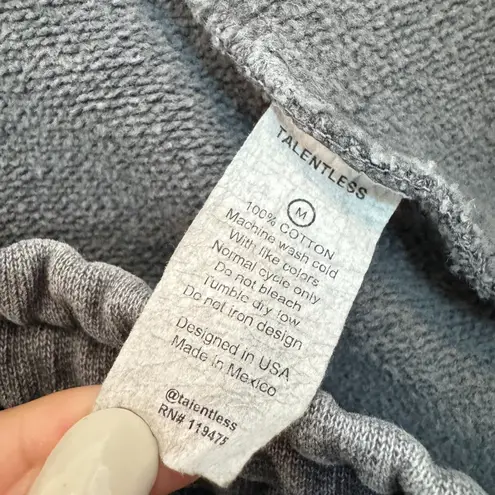 TALENTLESS
M
100% COTTON
Machine wash cold
With like colors
Normal cycle only
Do not bleach
Tumble dry low
Do not iron design
Designed in USA
Made in Mexico
@talentless
RN# 119475